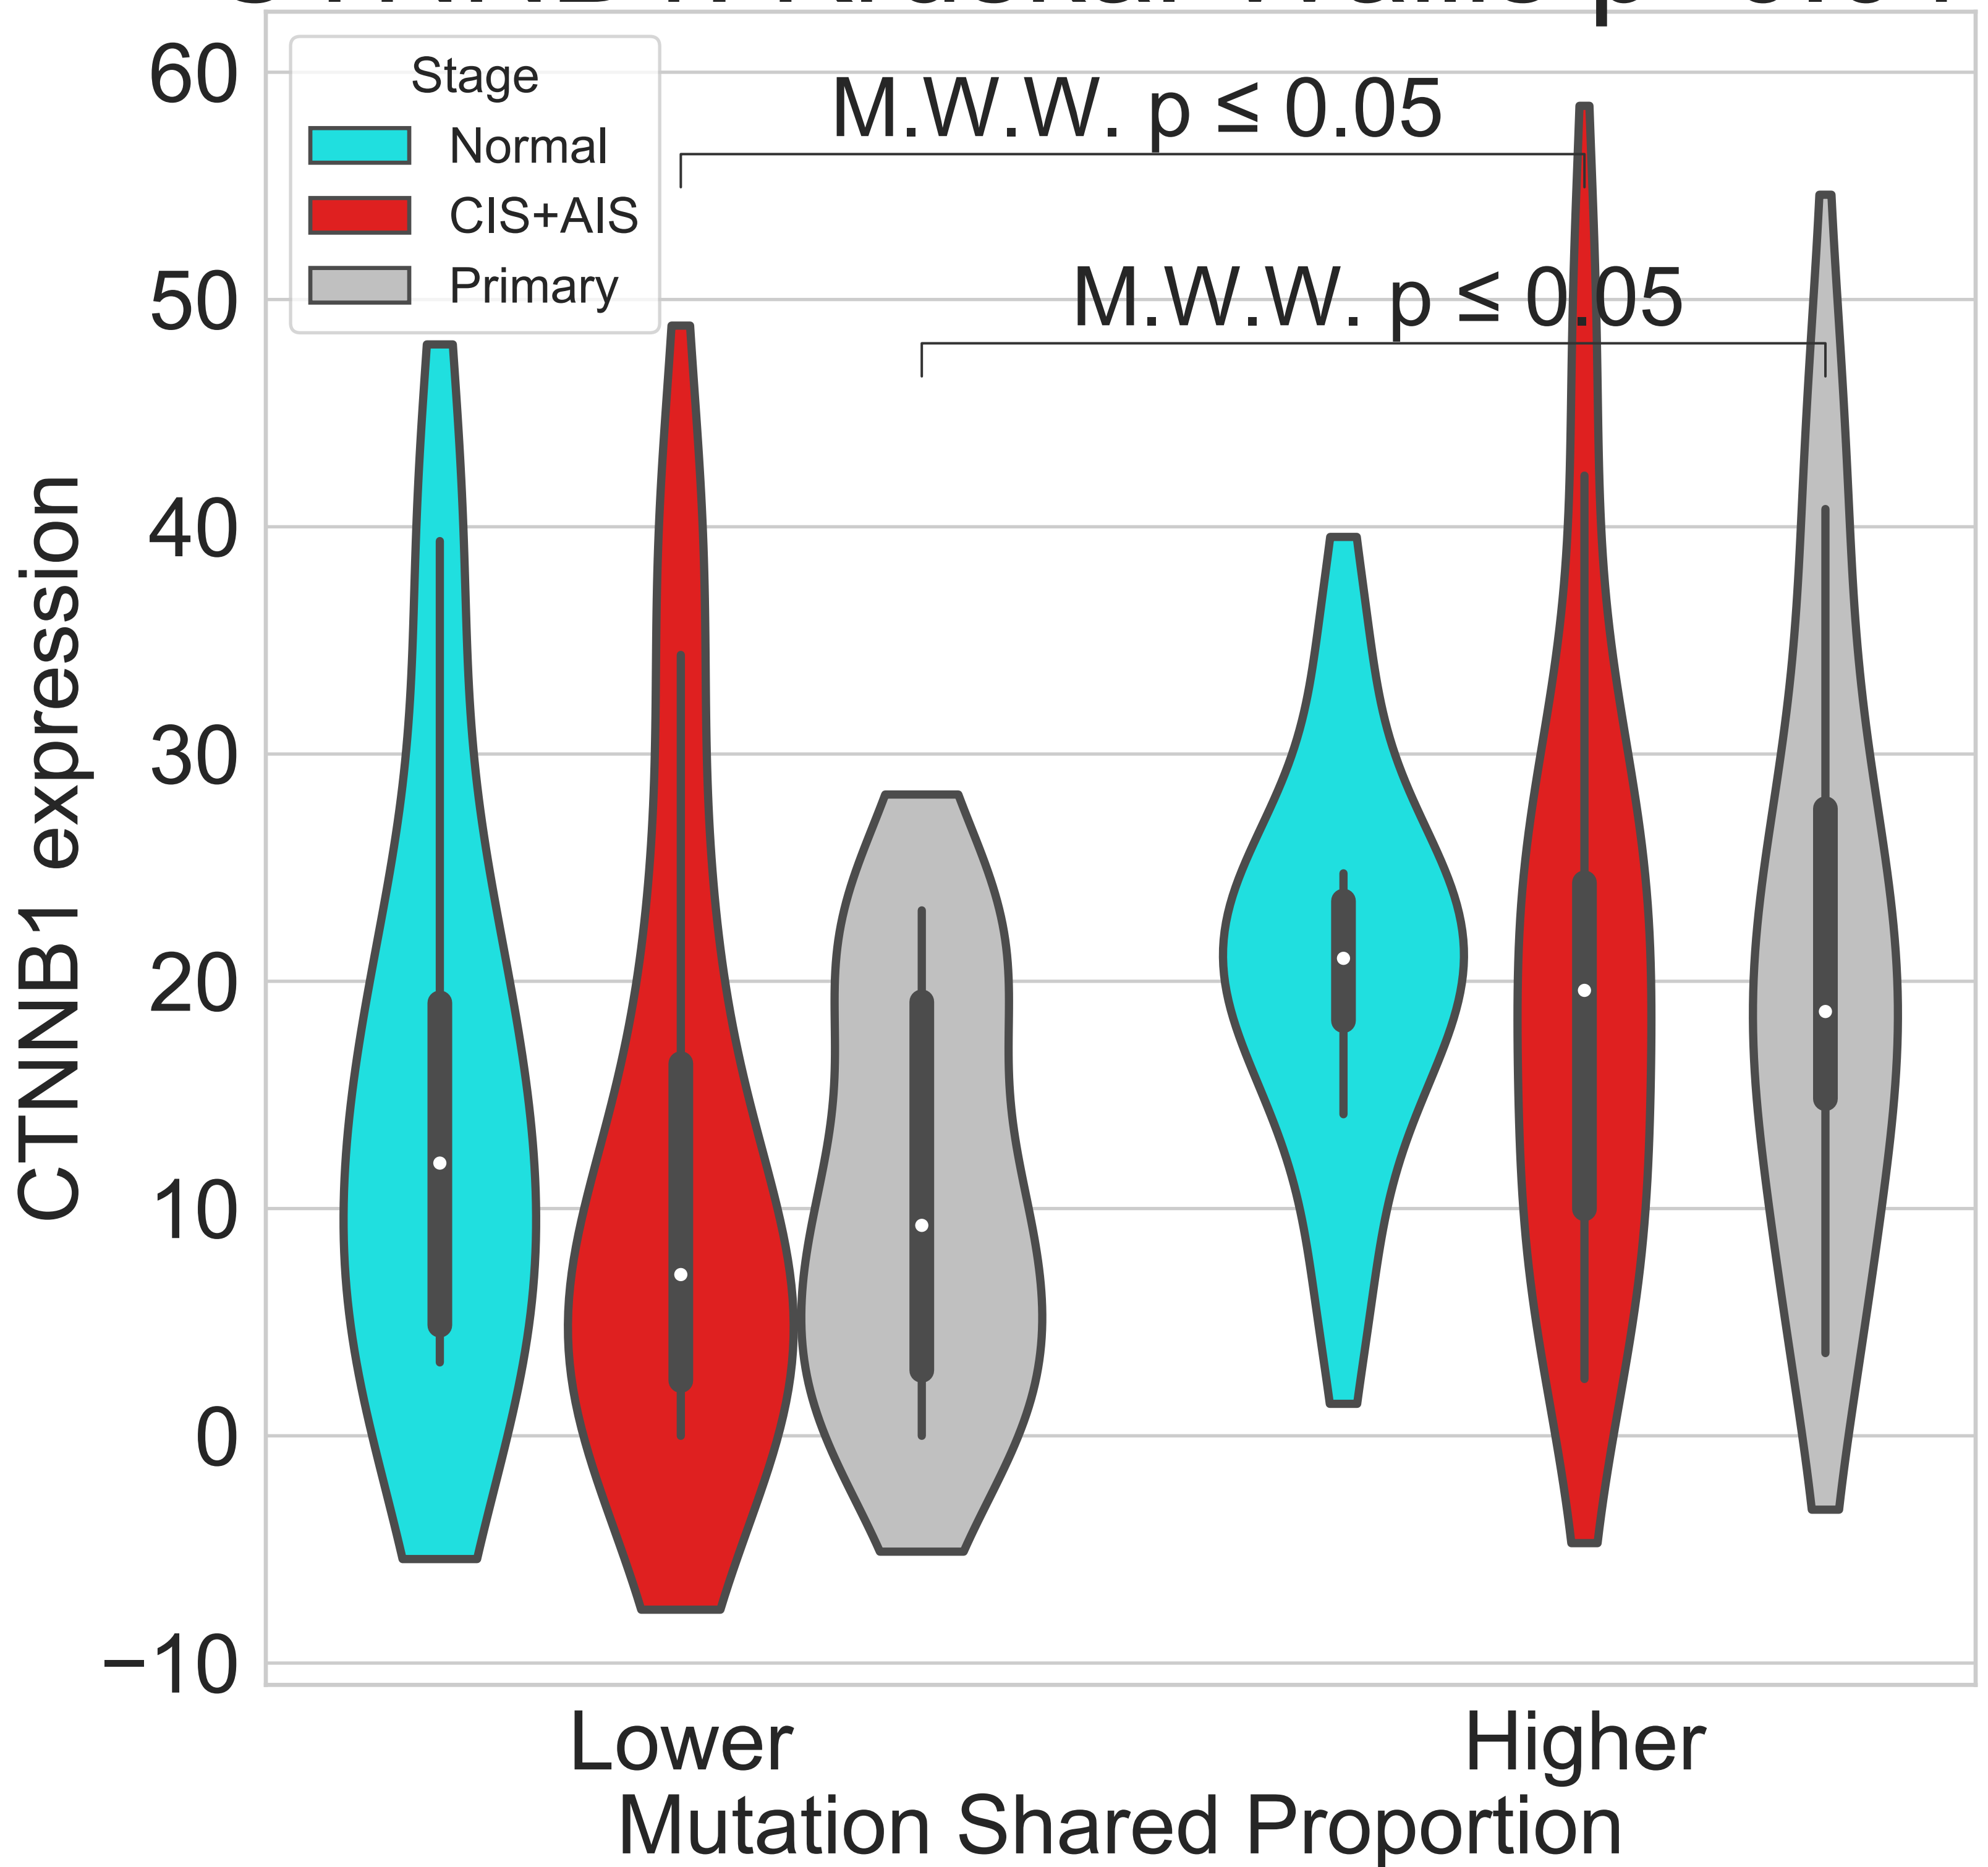 60
50
40
30
20
10
0
−10
CTNNB1 expression
Stage
Normal
CIS+AIS
Primary
M.W.W. p ≤ 0.05
M.W.W. p ≤ 0.05
Lower
Higher
Mutation Shared Proportion